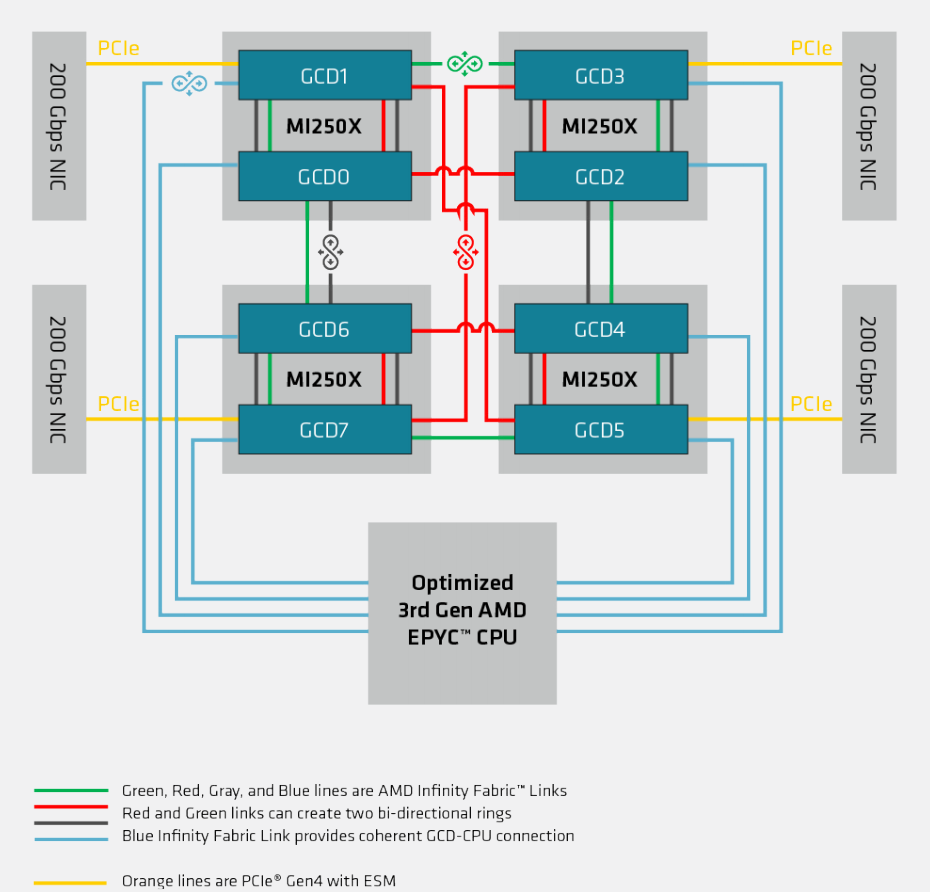 PCIe
PCIe
200 Gbps NIC
GCD1
GCD3
200 Gbps NIC
MI250X
MI250X
GCD0
GCD2
200 Gbps NIC
GCD6
GCD4
200 Gbps NIC
MI250X
MI250X
PCIe
PCIe
GCD7
GCD5
Optimized
3rd Gen AMD
EPYC™ CPU
Green, Red, Gray, and Blue lines are AMD Infinity Fabric™ Links
Red and Green links can create two bi-directional rings
Blue Infinity Fabric Link provides coherent GCD-CPU connection
Orange lines are PCIe® Gen4 with ESM